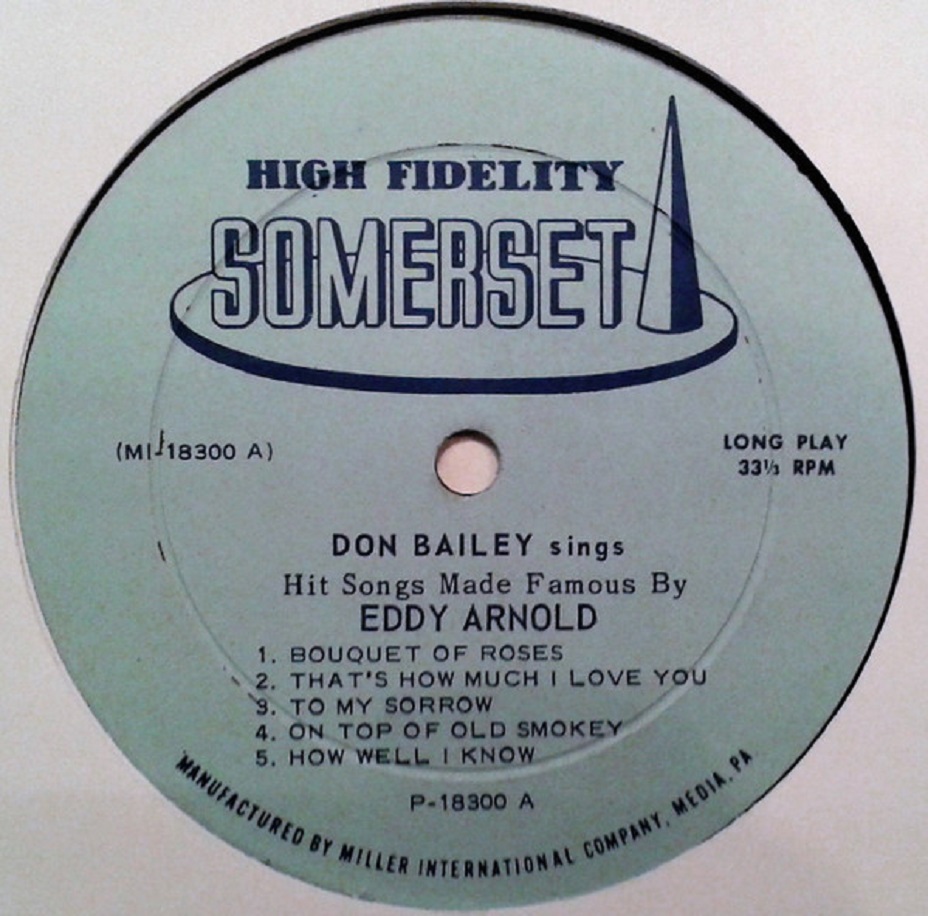 HIGH FIDELITY
SOMERSET
(MI-18300 A)
LONG PLAY
33⅓ RPM
DON BAILEY sings
Hit Songs Made Famous By
EDDY ARNOLD
1. BOUQUET OF ROSES
2. THAT'S HOW MUCH I LOVE YOU
3. TO MY SORROW
4. ON TOP OF OLD SMOKEY
5. HOW WELL I KNOW
P-18300 A
MANUFACTURED BY MILLER INTERNATIONAL COMPANY, MEDIA, PA